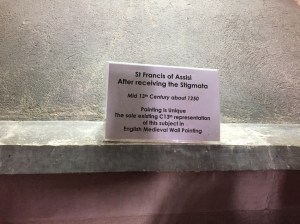 St Francis of Assisi
After receiving the Stigmata
Mid 13th Century about 1250
Painting is Unique
The sole existing C13th representation
of this subject in
English Medieval Wall Painting